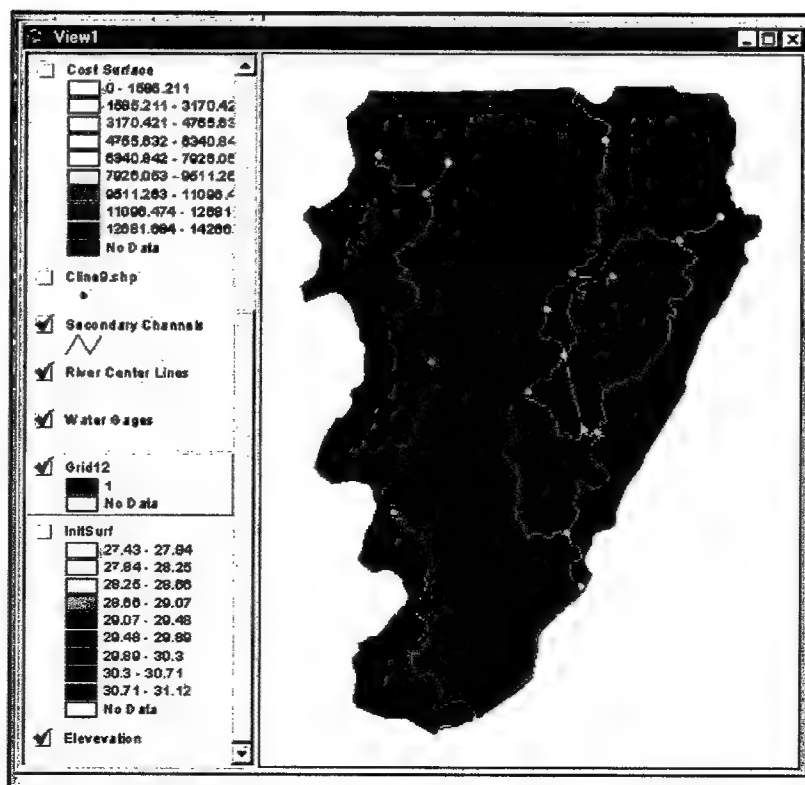 View1
Cost Surface
0 - 1585.211
1585.211 - 3170.42
3170.421 - 4755.63
4755.632 - 6340.84
6340.842 - 7926.05
7926.053 - 9511.26
9511.263 - 11096.4
11096.474 - 12681
12681.684 - 14266.
No Data
Cline9.shp
Secondary Channels
River Center Lines
Water Gages
Grid12
1
No Data
InitSurf
27.43 - 27.84
27.84 - 28.25
28.25 - 28.66
28.66 - 29.07
29.07 - 29.48
29.48 - 29.89
29.89 - 30.3
30.3 - 30.71
30.71 - 31.12
No Data
Elevevation